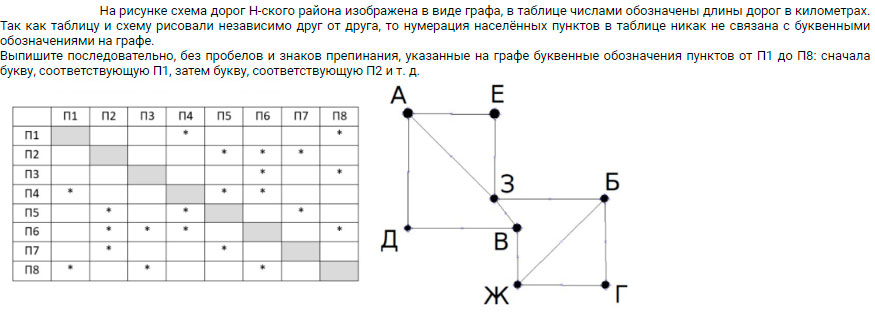 На рисунке схема дорог Н-ского района изображена в виде графа, в таблице числами обозначены длины дорог в километрах.
Так как таблицу и схему рисовали независимо друг от друга, то нумерация населённых пунктов в таблице никак не связана с буквенными
обозначениями на графе.
Выпишите последовательно, без пробелов и знаков препинания, указанные на графе буквенные обозначения пунктов от П1 до П8: сначала
букву, соответствующую П1, затем букву, соответствующую П2 и т. д.
П1 П2 П3 П4 П5 П6 П7 П8
П1 * *
П2 * * *
П3 * *
П4 * * *
П5 * * *
П6 * * * *
П7 * *
П8 * * *
А Е
З Б
Д В
Ж Г